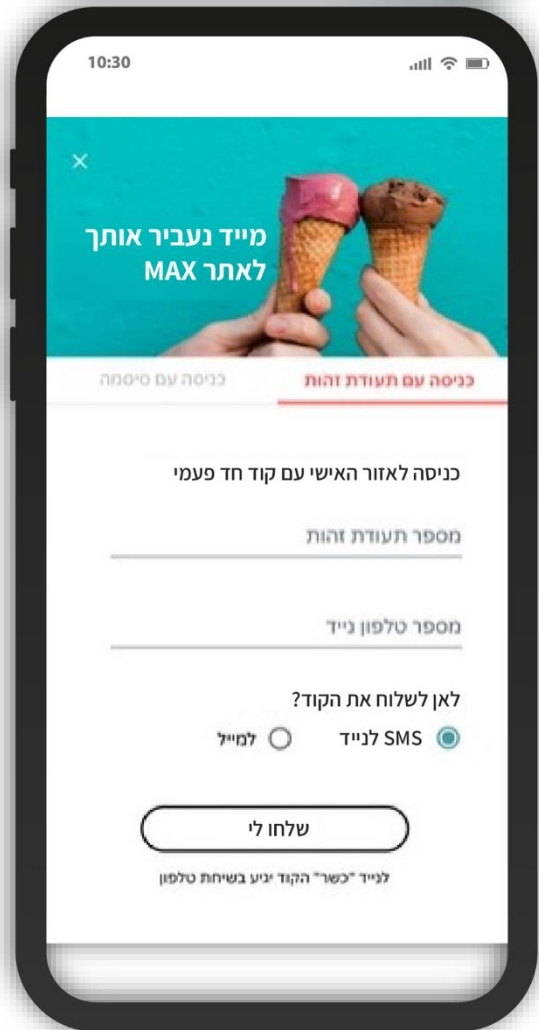 10:30
מייד נעביר אותך
לאתר MAX
כניסה עם תעודת זהות
כניסה עם סיסמה
כניסה לאזור האישי עם קוד חד פעמי
מספר תעודת זהות
מספר טלפון נייד
לאן לשלוח את הקוד?
SMS לנייד למייל
שלחו לי
לנייד "כשר" הקוד יגיע בשיחת טלפון